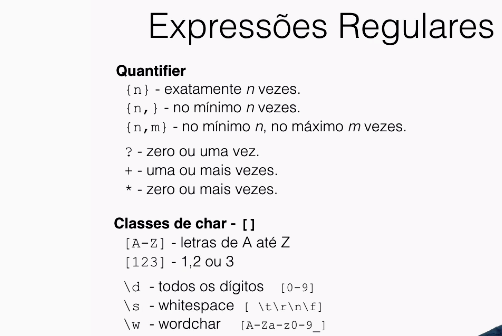 Expressões Regulares
Quantifier
{n} - exatamente n vezes.
{n,} - no mínimo n vezes.
{n,m} - no mínimo n, no máximo m vezes.
? - zero ou uma vez.
+ - uma ou mais vezes.
* - zero ou mais vezes.
Classes de char - []
[A-Z] - letras de A até Z
[123] - 1,2 ou 3
\d - todos os dígitos [0-9]
\s - whitespace [ \t\r\n\f]
\w - wordchar [A-Za-z0-9_]